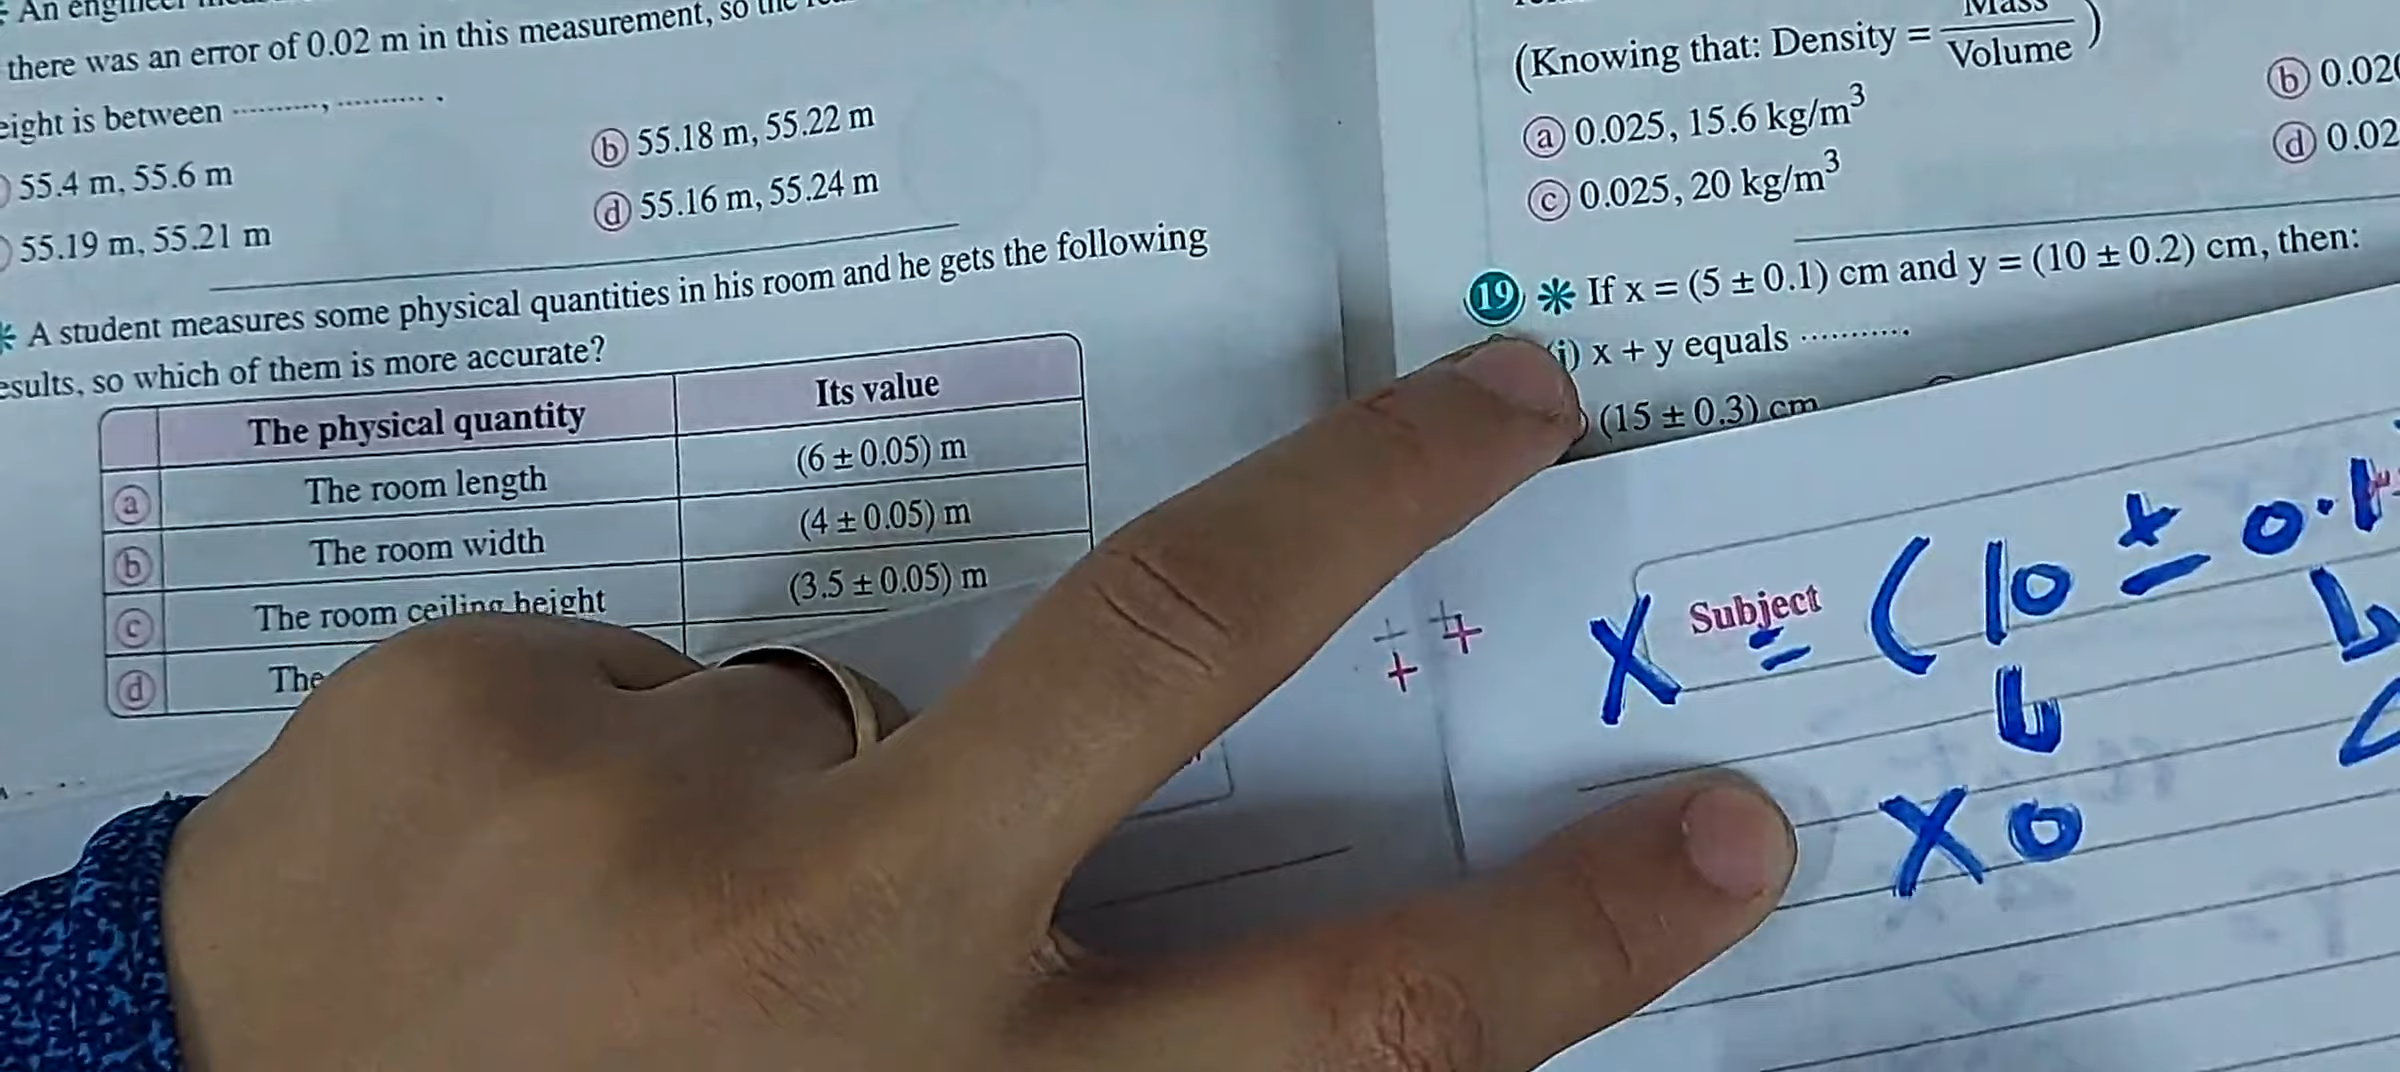 An engineer
there was an error of 0.02 m in this measurement, so the
eight is between .........., .......... .
55.4 m, 55.6 m
ⓑ 55.18 m, 55.22 m
55.19 m, 55.21 m
ⓓ 55.16 m, 55.24 m
* A student measures some physical quantities in his room and he gets the following
esults, so which of them is more accurate?
The physical quantity Its value
ⓐ The room length (6 ± 0.05) m
ⓑ The room width (4 ± 0.05) m
ⓒ The room ceiling height (3.5 ± 0.05) m
ⓓ The
(Knowing that: Density = Mass / Volume)
ⓐ 0.025, 15.6 kg/m³
ⓑ 0.020
ⓒ 0.025, 20 kg/m³
ⓓ 0.02
19 * If x = (5 ± 0.1) cm and y = (10 ± 0.2) cm, then:
(i) x + y equals ...........
(15 ± 0.3) cm
Subject
X = (10 ± 0.1
X0